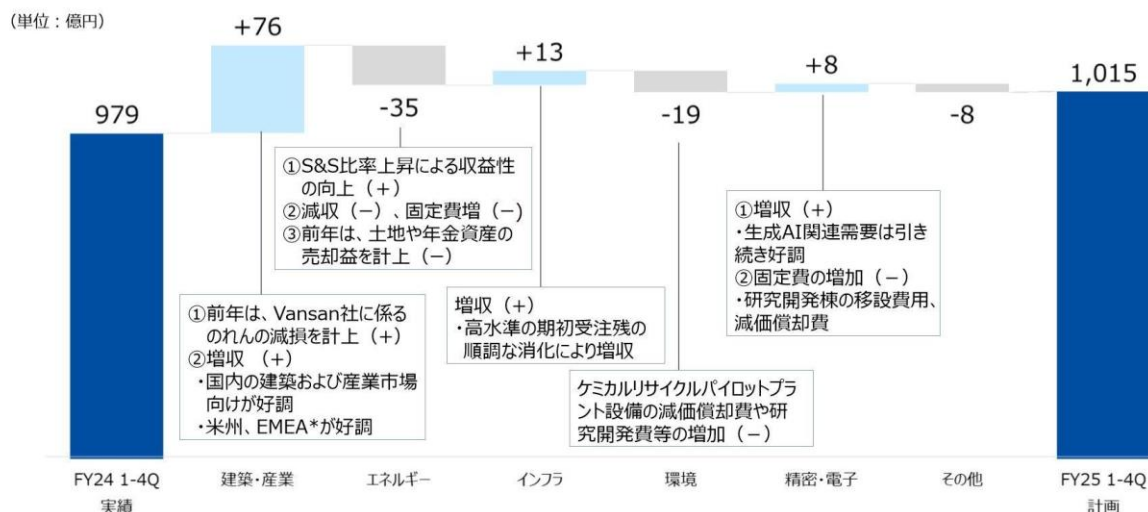 （単位：億円）
979
+76
-35
+13
-19
+8
-8
1,015
①前年は、Vansan社に係る
のれんの減損を計上（+）
②増収　（+）
・国内の建築および産業市場
向けが好調
・米州、EMEA*が好調
①S&S比率上昇による収益性
の向上（+）
②減収（－）、固定費増（－）
③前年は、土地や年金資産の
売却益を計上（－）
増収（+）
・高水準の期初受注残の
順調な消化により増収
ケミカルリサイクルパイロットプラ
ント設備の減価償却費や研
究開発費等の増加（－）
①増収（+）
・生成AI関連需要は引き
続き好調
②固定費の増加（－）
・研究開発棟の移設費用、
減価償却費
FY24 1-4Q
実績
建築・産業
エネルギー
インフラ
環境
精密・電子
その他
FY25 1-4Q
計画